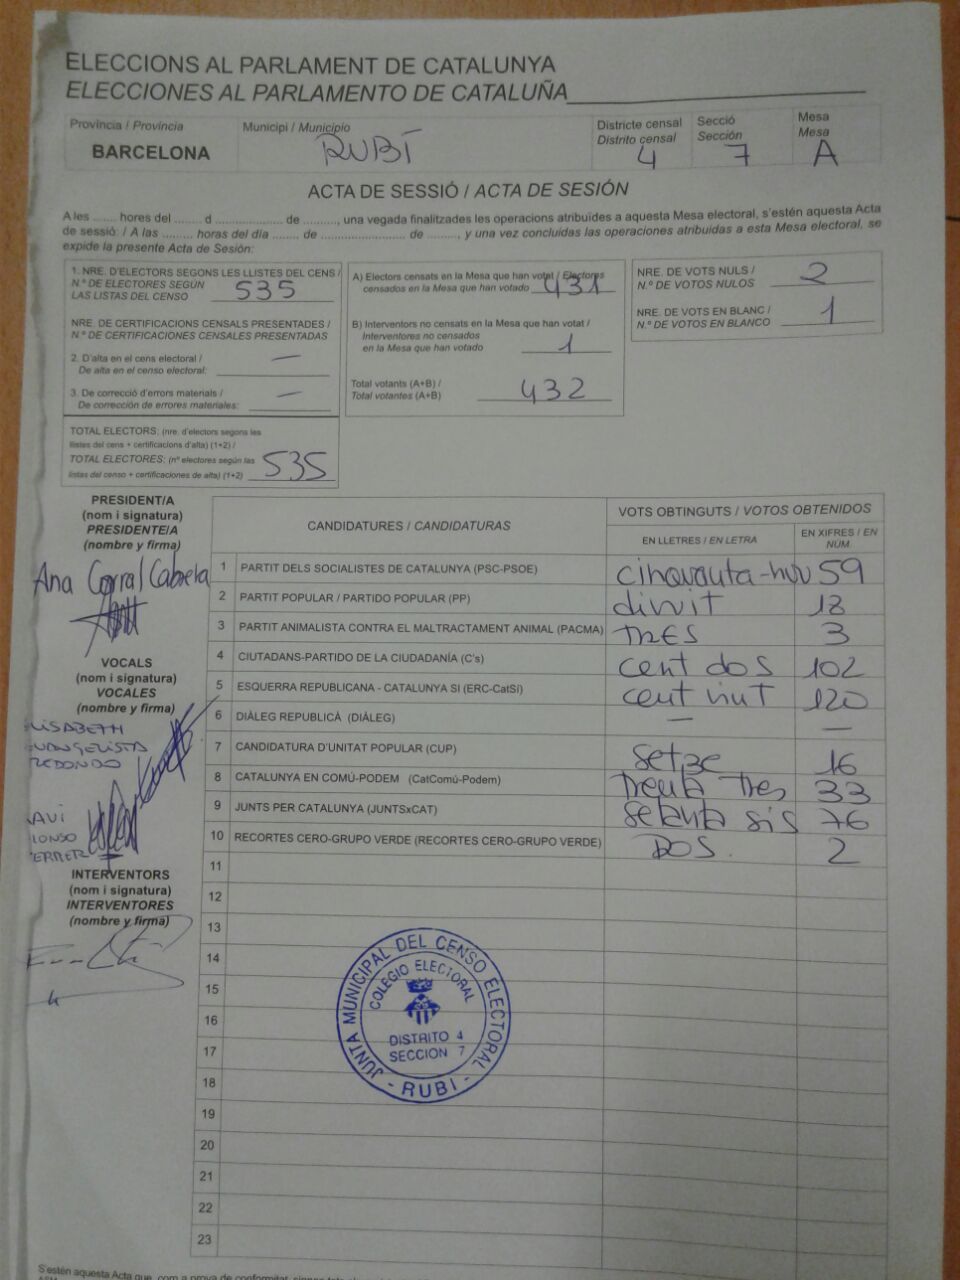 ELECCIONS AL PARLAMENT DE CATALUNYA
ELECCIONES AL PARLAMENTO DE CATALUÑA
Província / Provincia
BARCELONA
Municipi / Municipio
RUBÍ
Districte censal
Distrito censal
4
Secció
Sección
7
Mesa
Mesa
A
ACTA DE SESSIÓ / ACTA DE SESIÓN
A les ....... hores del ........ d .................... de .........., una vegada finalitzades les operacions atribuïdes a aquesta Mesa electoral, s'estén aquesta Acta
de sessió: / A las ......... horas del día ....... de ...................... de ........, y una vez concluidas las operaciones atribuidas a esta Mesa electoral, se
expide la presente Acta de Sesión:
1. NRE. D'ELECTORS SEGONS LES LLISTES DEL CENS /
N.º DE ELECTORES SEGÚN
LAS LISTAS DEL CENSO 535
NRE. DE CERTIFICACIONS CENSALS PRESENTADES /
N.º DE CERTIFICACIONES CENSALES PRESENTADAS
2. D'alta en el cens electoral / —
De alta en el censo electoral:
3. De correcció d'errors materials / —
De corrección de errores materiales:
TOTAL ELECTORS: (nre. d'electors segons les
llistes del cens + certificacions d'alta) (1+2) /
TOTAL ELECTORES: (nº electores según las
listas del censo + certificaciones de alta) (1+2) 535
A) Electors censats en la Mesa que han votat / Electores
censados en la Mesa que han votado 431
B) Interventors no censats en la Mesa que han votat /
Interventores no censados
en la Mesa que han votado 1
Total votants (A+B) /
Total votantes (A+B) 432
NRE. DE VOTS NULS /
N.º DE VOTOS NULOS 2
NRE. DE VOTS EN BLANC /
N.º DE VOTOS EN BLANCO 1
PRESIDENT/A
(nom i signatura)
PRESIDENTE/A
(nombre y firma)
Ana Corral Cabrera
VOCALS
(nom i signatura)
VOCALES
(nombre y firma)
REDONDO
INTERVENTORS
(nom i signatura)
INTERVENTORES
(nombre y firma)
CANDIDATURES / CANDIDATURAS
VOTS OBTINGUTS / VOTOS OBTENIDOS
EN LLETRES / EN LETRA
EN XIFRES / EN
NÚM.
1 PARTIT DELS SOCIALISTES DE CATALUNYA (PSC-PSOE) cinquanta-nou 59
2 PARTIT POPULAR / PARTIDO POPULAR (PP) divuit 18
3 PARTIT ANIMALISTA CONTRA EL MALTRACTAMENT ANIMAL (PACMA) TRES 3
4 CIUTADANS-PARTIDO DE LA CIUDADANÍA (C's) cent dos 102
5 ESQUERRA REPUBLICANA - CATALUNYA SI (ERC-CatSí) cent vint 120
6 DIÀLEG REPUBLICÀ (DIÀLEG) — —
7 CANDIDATURA D'UNITAT POPULAR (CUP) setze 16
8 CATALUNYA EN COMÚ-PODEM (CatComú-Podem) Trenta Tres 33
9 JUNTS PER CATALUNYA (JUNTSxCAT) setanta sis 76
10 RECORTES CERO-GRUPO VERDE (RECORTES CERO-GRUPO VERDE) DOS. 2
11
12
13
14
15
16
17
18
19
20
21
22
23
JUNTA MUNICIPAL DEL CENSO ELECTORAL
COLEGIO ELECTORAL
DISTRITO 4
SECCION 7
- RUBI -
S'estén aquesta Acta que, com a prova de conformitat, signen